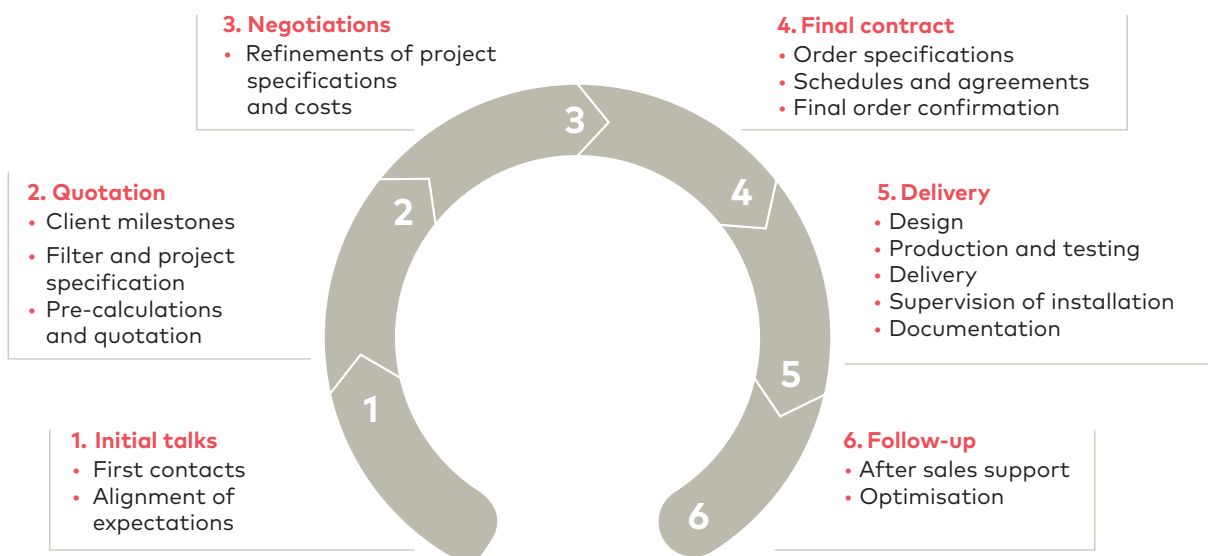 1. Initial talks
• First contacts
• Alignment of
expectations
2. Quotation
• Client milestones
• Filter and project
specification
• Pre-calculations
and quotation
3. Negotiations
• Refinements of project
specifications
and costs
4. Final contract
• Order specifications
• Schedules and agreements
• Final order confirmation
5. Delivery
• Design
• Production and testing
• Delivery
• Supervision of installation
• Documentation
6. Follow-up
• After sales support
• Optimisation
1
2
3
4
5
6